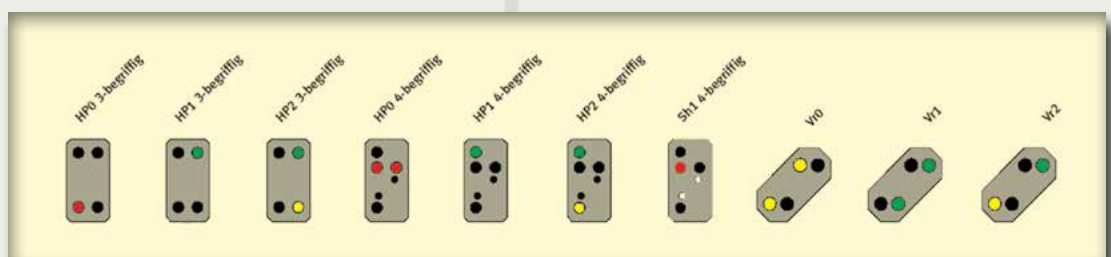 HP0 3-begriffig
HP1 3-begriffig
HP2 3-begriffig
HP0 4-begriffig
HP1 4-begriffig
HP2 4-begriffig
Sh1 4-begriffig
Vr0
Vr1
Vr2